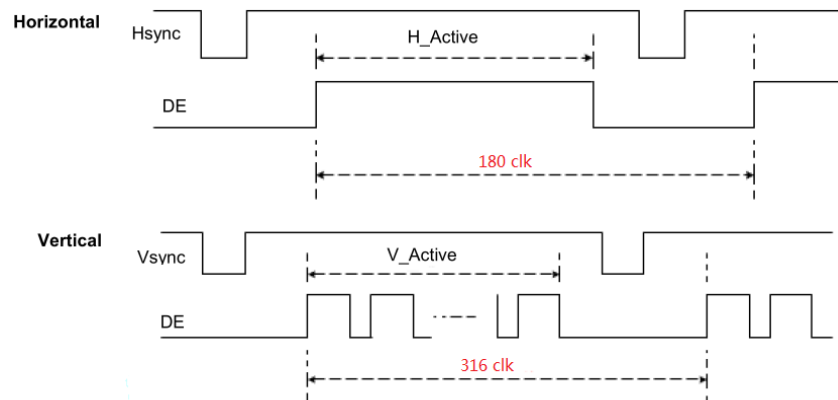 Horizontal
Hsync
H_Active
DE
180 clk
Vertical
Vsync
V_Active
DE
316 clk